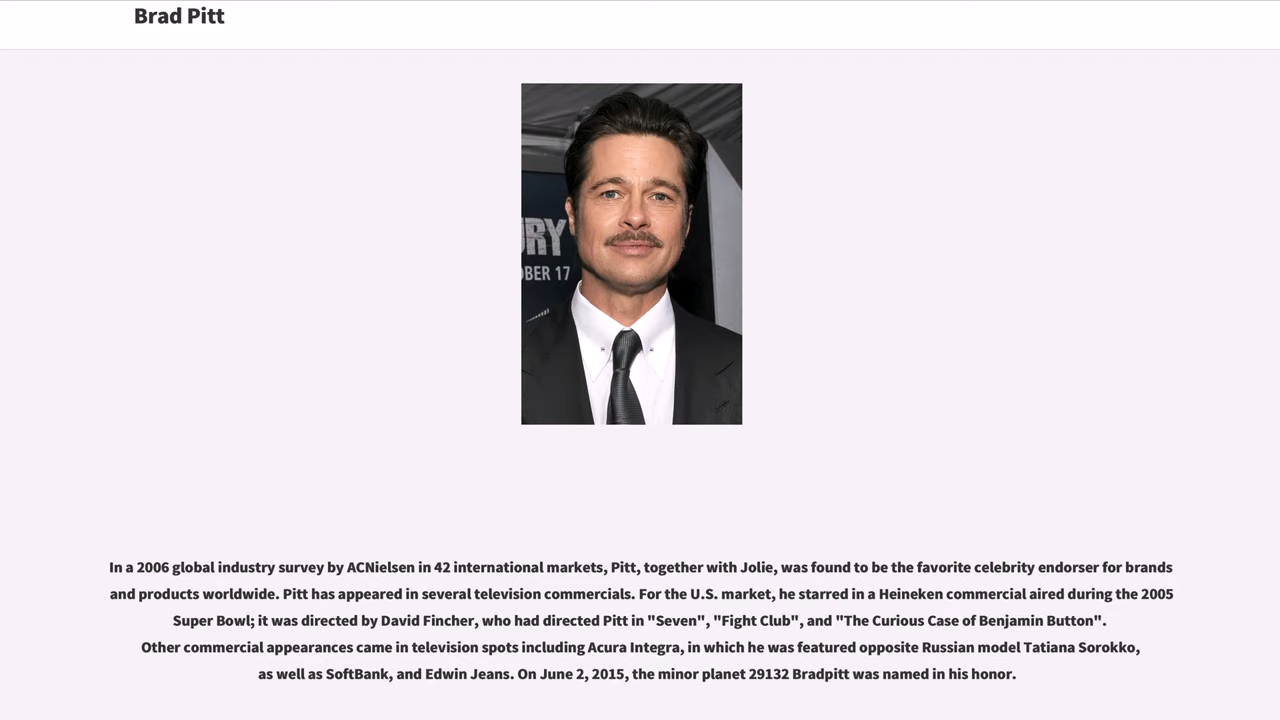 Brad Pitt
URY
OBER 17
In a 2006 global industry survey by ACNielsen in 42 international markets, Pitt, together with Jolie, was found to be the favorite celebrity endorser for brands
and products worldwide. Pitt has appeared in several television commercials. For the U.S. market, he starred in a Heineken commercial aired during the 2005
Super Bowl; it was directed by David Fincher, who had directed Pitt in "Seven", "Fight Club", and "The Curious Case of Benjamin Button".
Other commercial appearances came in television spots including Acura Integra, in which he was featured opposite Russian model Tatiana Sorokko,
as well as SoftBank, and Edwin Jeans. On June 2, 2015, the minor planet 29132 Bradpitt was named in his honor.